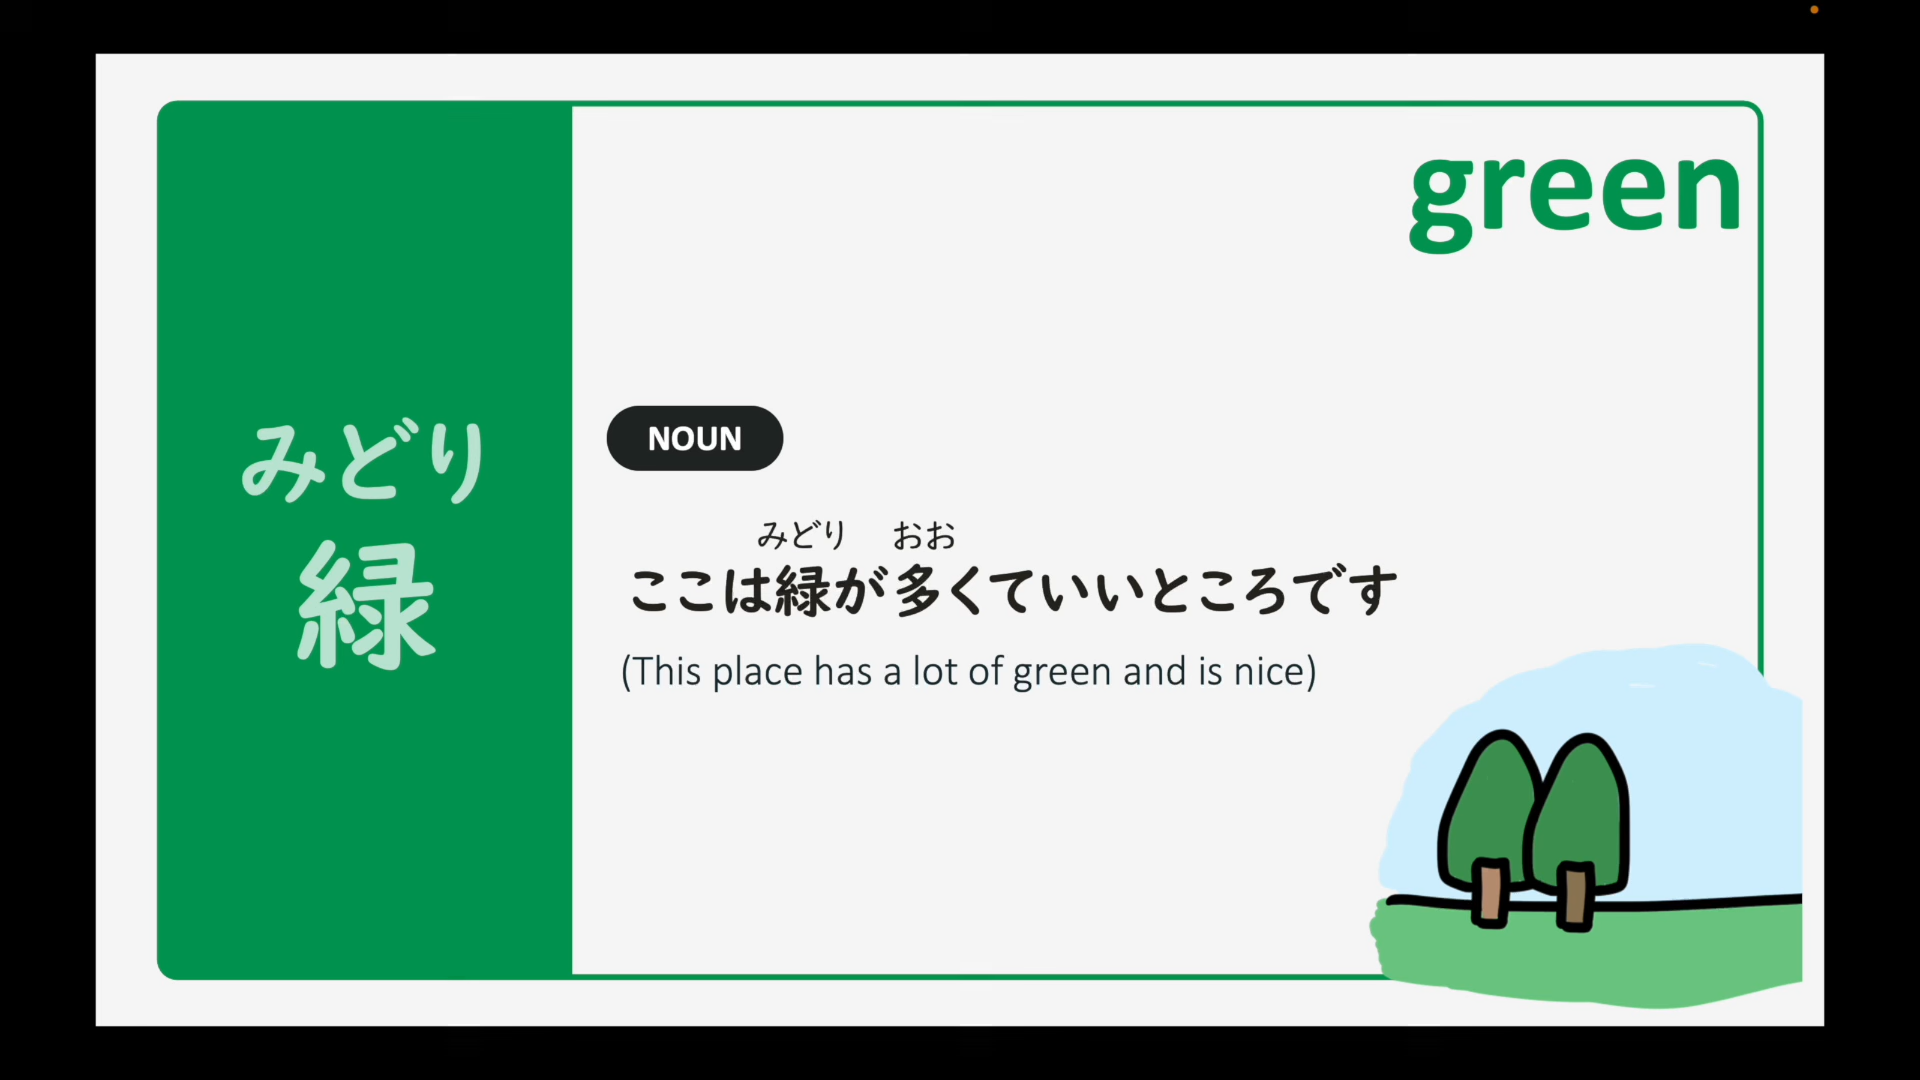 みどり
緑
green
NOUN
みどり おお
ここは緑が多くていいところです
(This place has a lot of green and is nice)